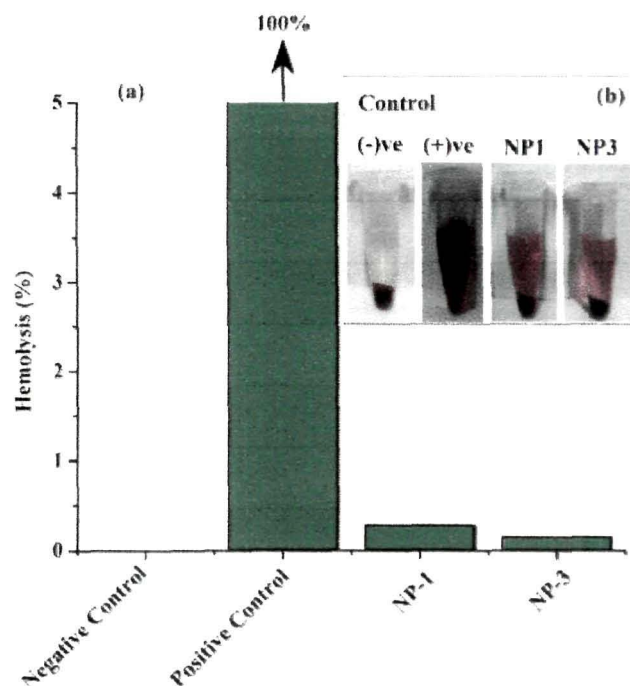 100%
(a)
(b)
Control
(-)ve (+)ve NP1 NP3
5
4
3
2
1
0
Hemolysis (%)
Negative Control
Positive Control
NP-1
NP-3